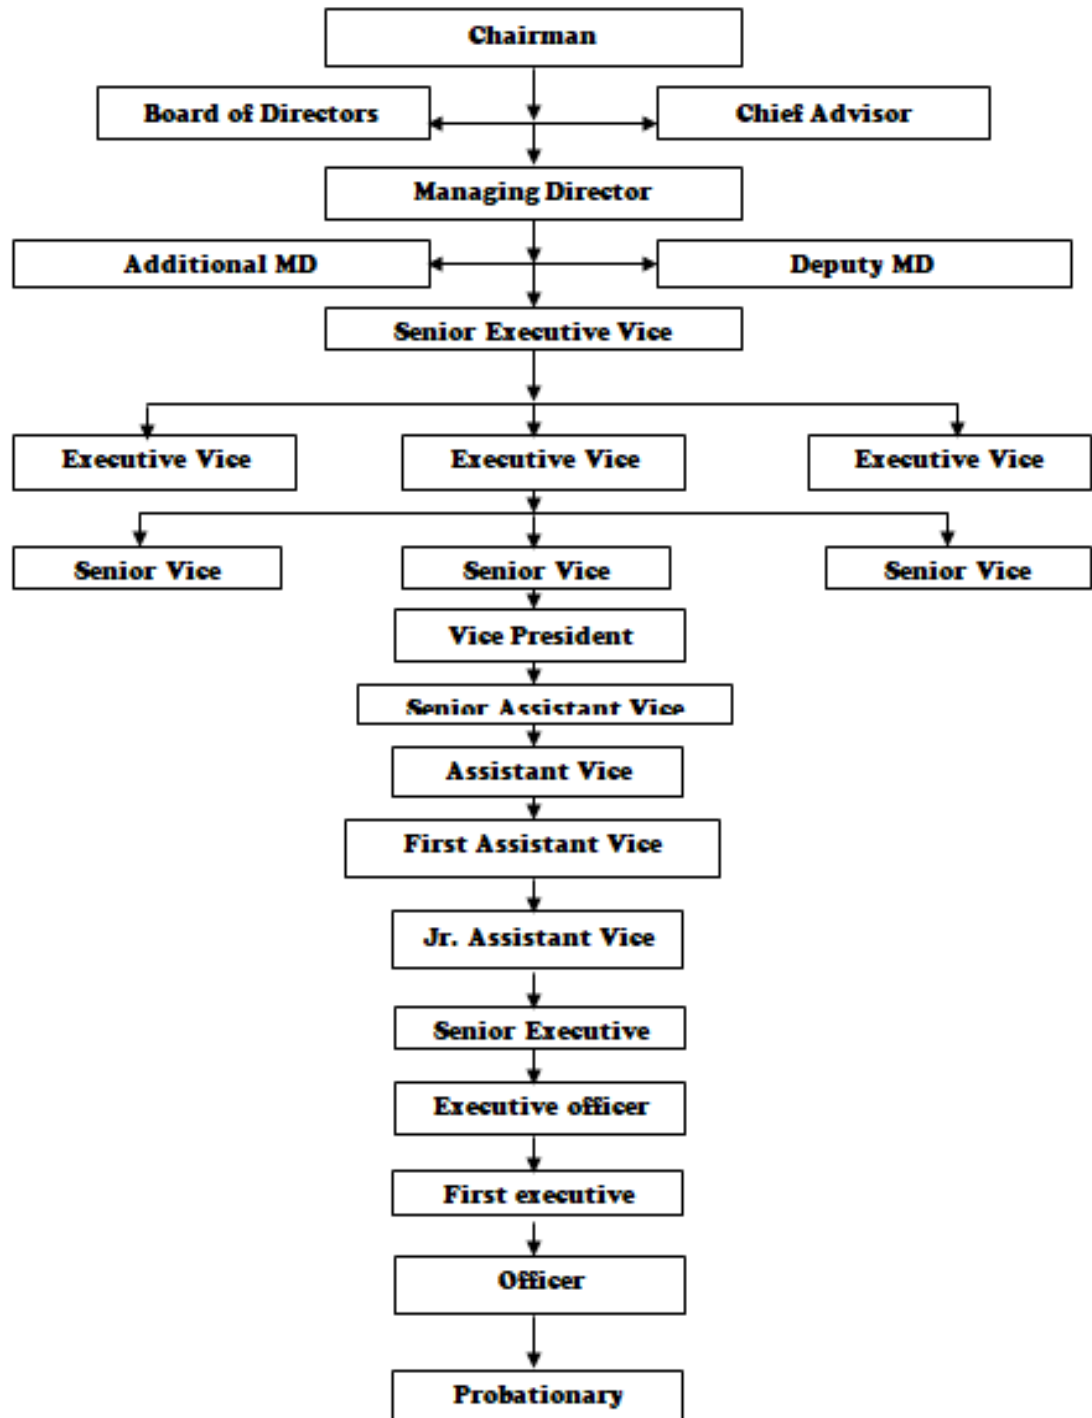 Chairman
Board of Directors
Chief Advisor
Managing Director
Additional MD
Deputy MD
Senior Executive Vice
Executive Vice
Executive Vice
Executive Vice
Senior Vice
Senior Vice
Senior Vice
Vice President
Senior Assistant Vice
Assistant Vice
First Assistant Vice
Jr. Assistant Vice
Senior Executive
Executive officer
First executive
Officer
Probationary